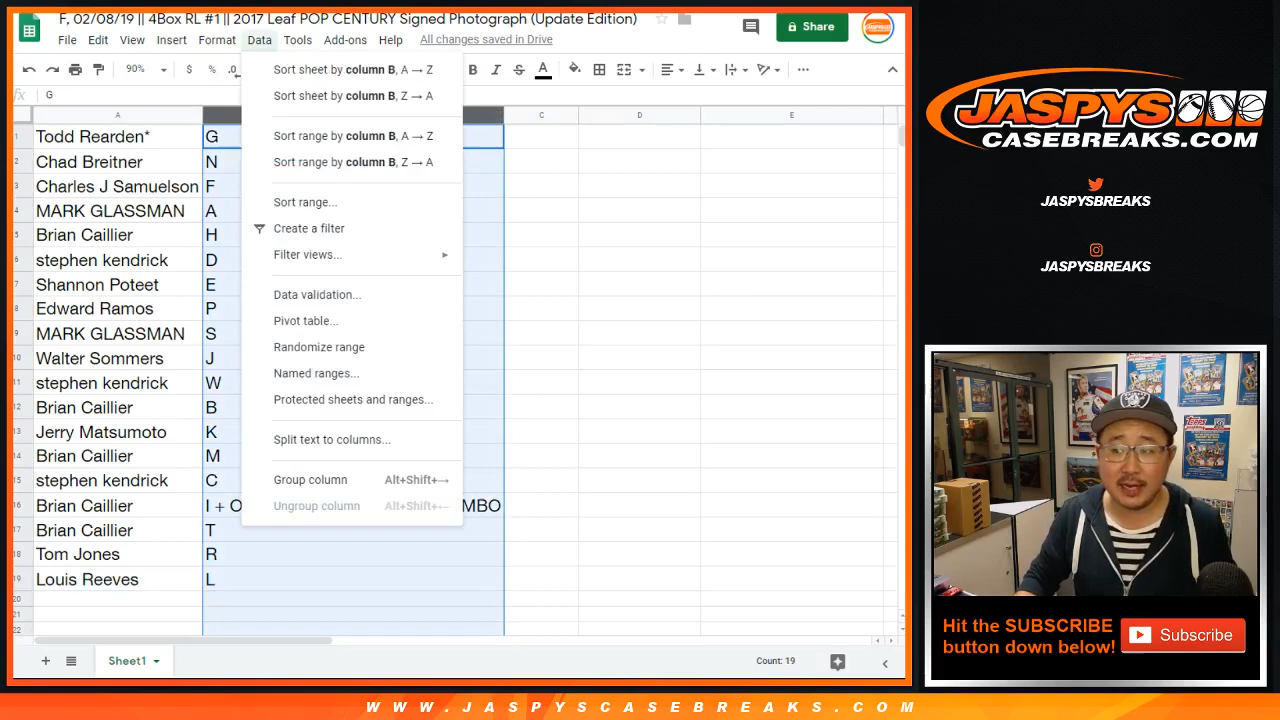 F, 02/08/19 || 4Box RL #1 || 2017 Leaf POP CENTURY Signed Photograph (Update Edition)
File Edit View Insert Format Data Tools Add-ons Help All changes saved in Drive
Share
90% $ % .0 B I A
fx G
A C D E
1 Todd Rearden* G
2 Chad Breitner N
3 Charles J Samuelson F
4 MARK GLASSMAN A
5 Brian Caillier H
6 stephen kendrick D
7 Shannon Poteet E
8 Edward Ramos P
9 MARK GLASSMAN S
10 Walter Sommers J
11 stephen kendrick W
12 Brian Caillier B
13 Jerry Matsumoto K
14 Brian Caillier M
15 stephen kendrick C
16 Brian Caillier I + O MBO
17 Brian Caillier T
18 Tom Jones R
19 Louis Reeves L
20
21
22
Sort sheet by column B, A → Z
Sort sheet by column B, Z → A
Sort range by column B, A → Z
Sort range by column B, Z → A
Sort range...
Create a filter
Filter views...
Data validation...
Pivot table...
Randomize range
Named ranges...
Protected sheets and ranges...
Split text to columns...
Group column Alt+Shift+→
Ungroup column Alt+Shift+←
Sheet1
Count: 19
JASPYS
CASEBREAKS.COM
JASPYSBREAKS
JASPYSBREAKS
Hit the SUBSCRIBE
button down below!
Subscribe
WWW.JASPYSCASEBREAKS.COM